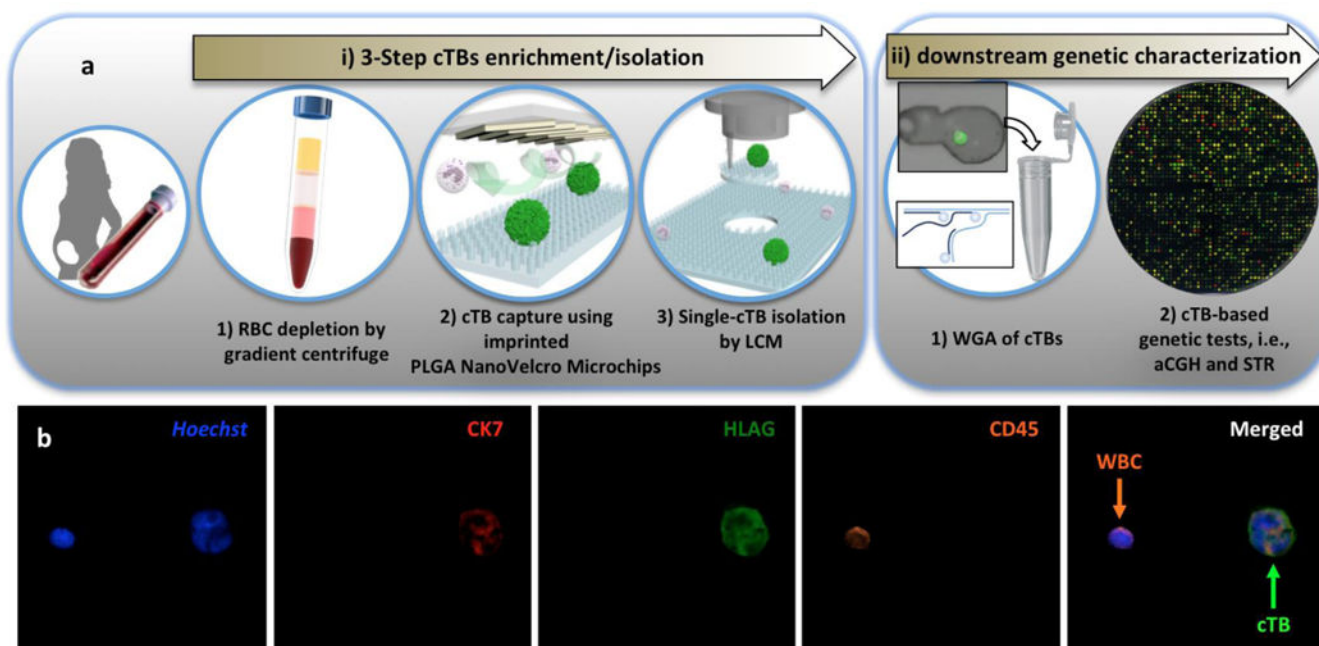 a
i) 3-Step cTBs enrichment/isolation
ii) downstream genetic characterization
1) RBC depletion by
gradient centrifuge
2) cTB capture using
imprinted
PLGA NanoVelcro Microchips
3) Single-cTB isolation
by LCM
1) WGA of cTBs
2) cTB-based
genetic tests, i.e.,
aCGH and STR
b
Hoechst
CK7
HLAG
CD45
Merged
WBC
cTB